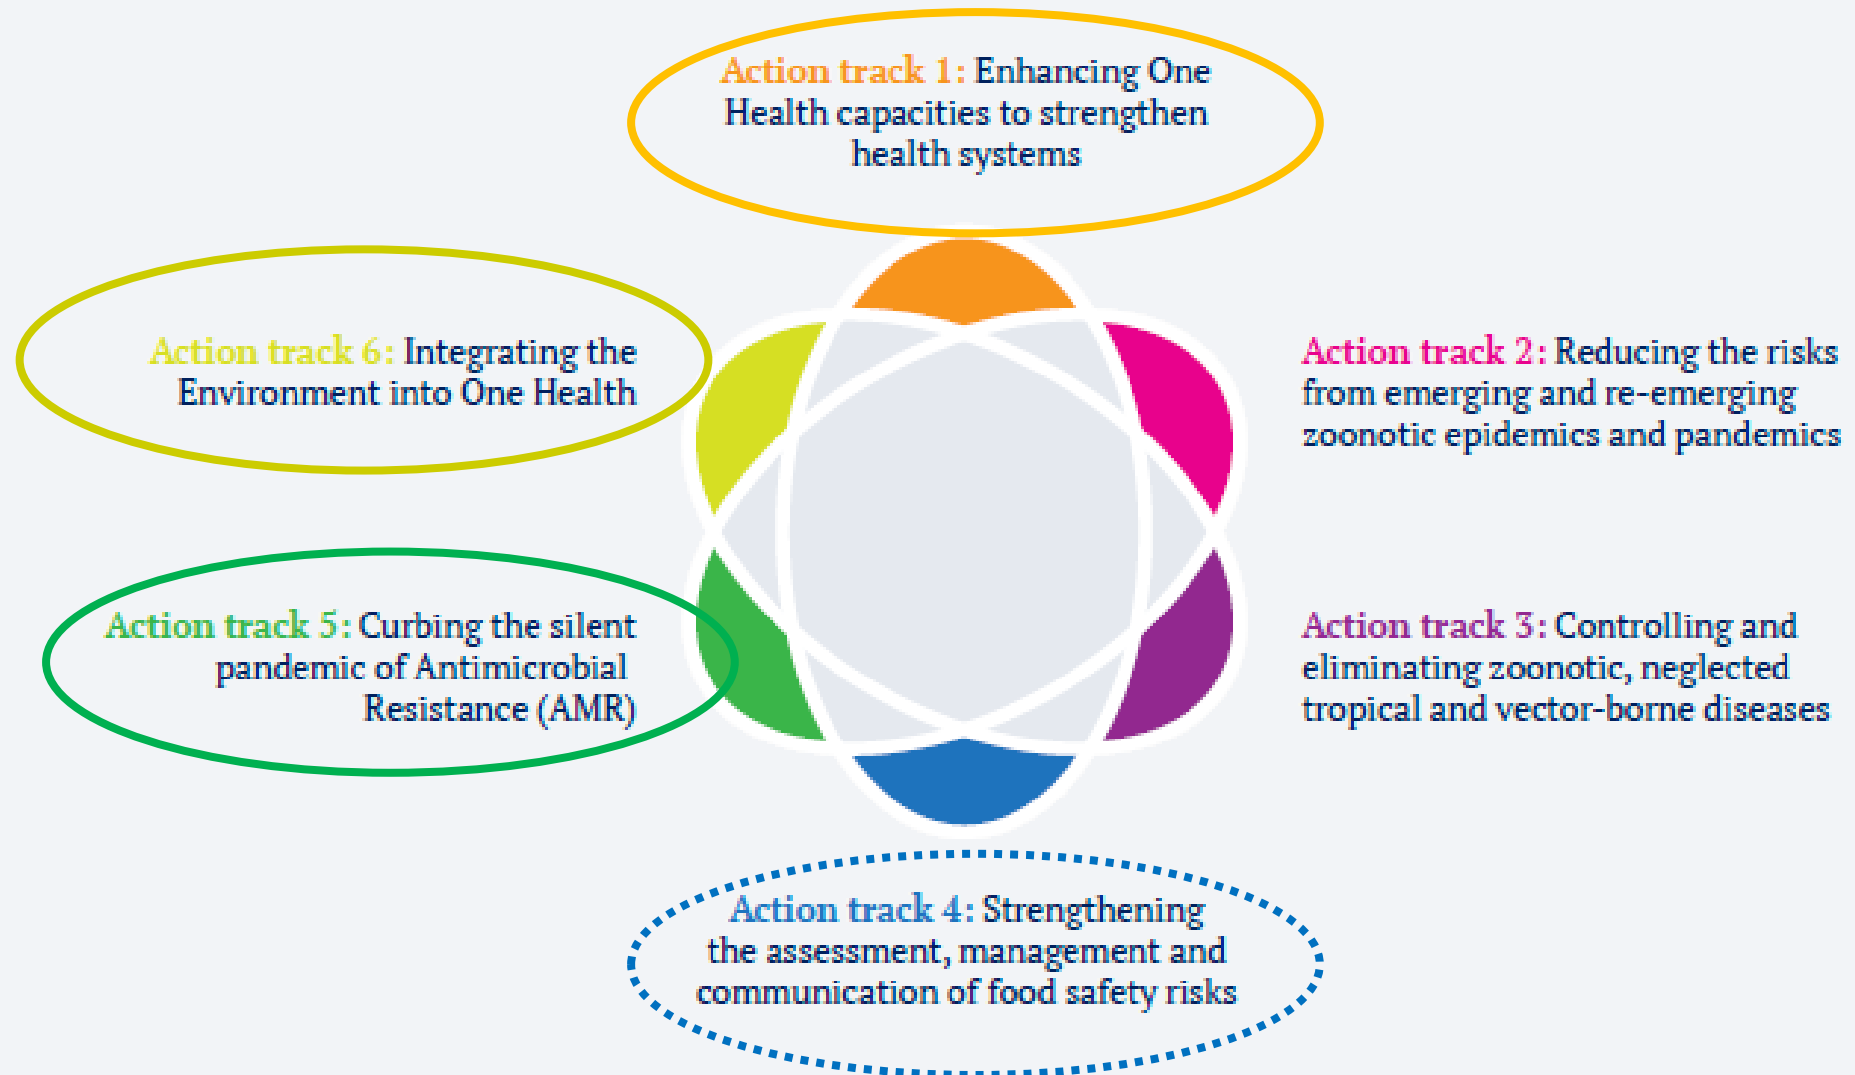 Action track 1: Enhancing One
Health capacities to strengthen
health systems
Action track 2: Reducing the risks
from emerging and re-emerging
zoonotic epidemics and pandemics
Action track 3: Controlling and
eliminating zoonotic, neglected
tropical and vector-borne diseases
Action track 4: Strengthening
the assessment, management and
communication of food safety risks
Action track 5: Curbing the silent
pandemic of Antimicrobial
Resistance (AMR)
Action track 6: Integrating the
Environment into One Health